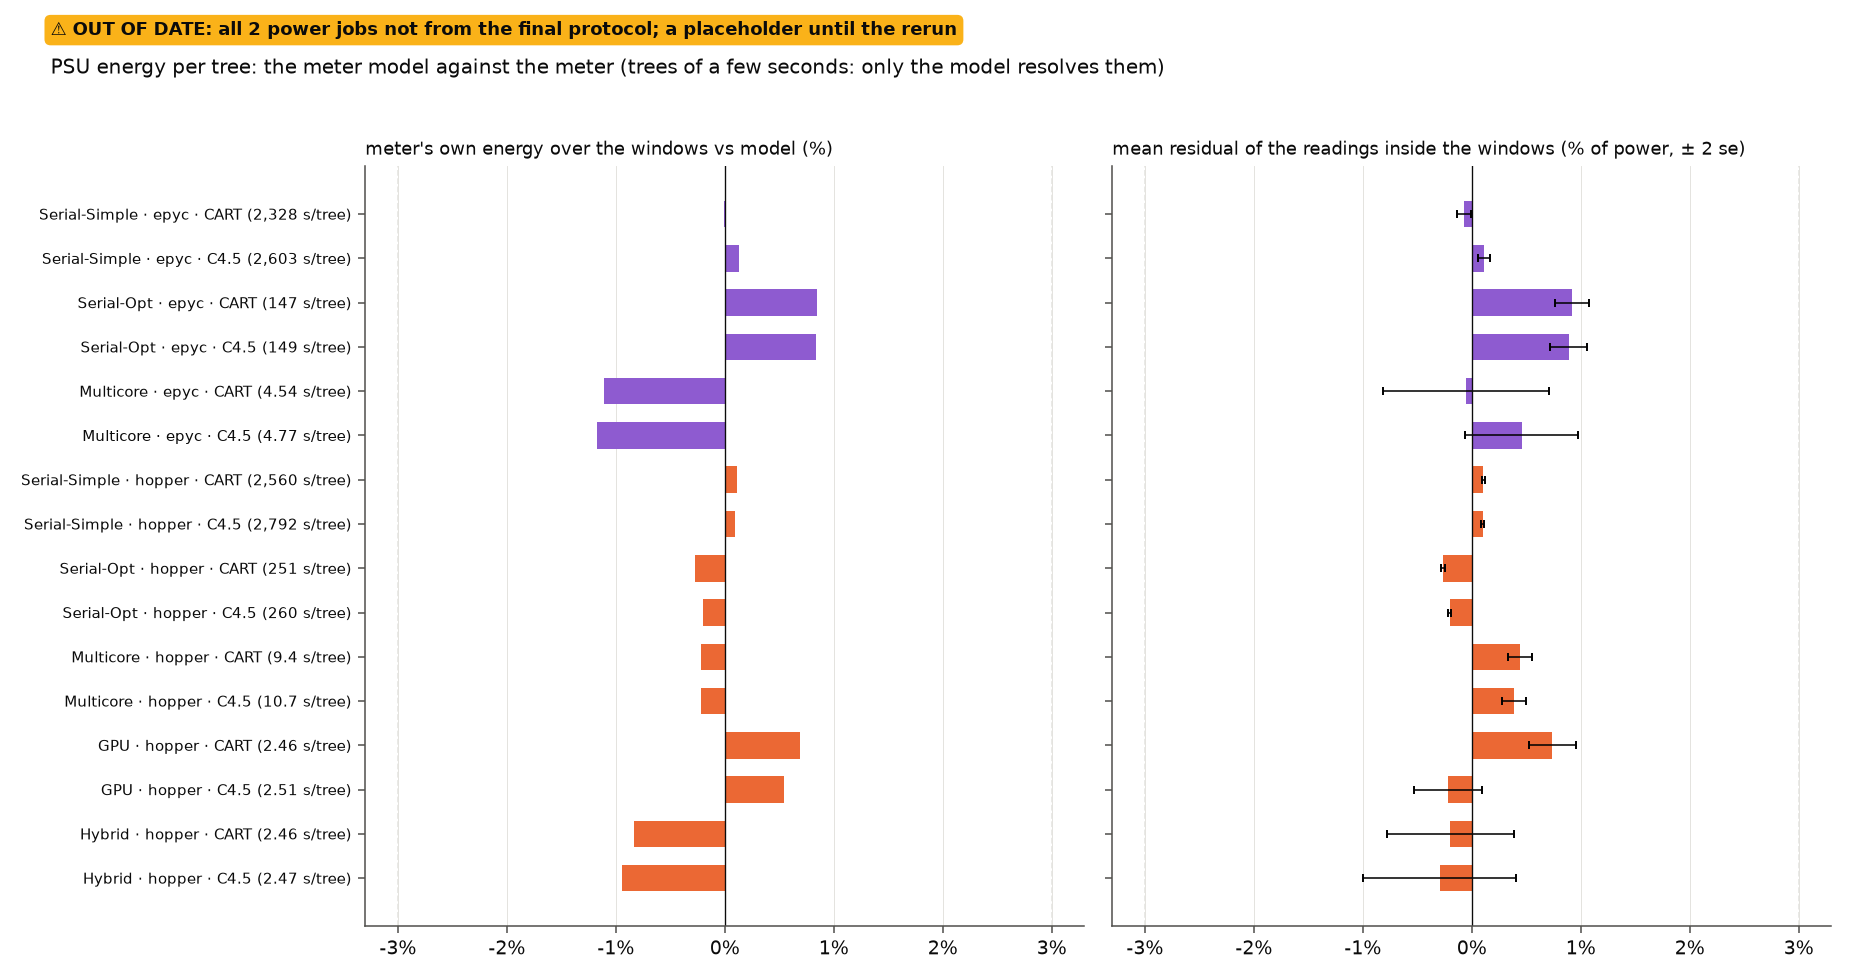 ⚠ OUT OF DATE: all 2 power jobs not from the final protocol; a placeholder until the rerun
PSU energy per tree: the meter model against the meter (trees of a few seconds: only the model resolves them)
meter's own energy over the windows vs model (%)
mean residual of the readings inside the windows (% of power, ± 2 se)
Serial-Simple · epyc · CART (2,328 s/tree)
Serial-Simple · epyc · C4.5 (2,603 s/tree)
Serial-Opt · epyc · CART (147 s/tree)
Serial-Opt · epyc · C4.5 (149 s/tree)
Multicore · epyc · CART (4.54 s/tree)
Multicore · epyc · C4.5 (4.77 s/tree)
Serial-Simple · hopper · CART (2,560 s/tree)
Serial-Simple · hopper · C4.5 (2,792 s/tree)
Serial-Opt · hopper · CART (251 s/tree)
Serial-Opt · hopper · C4.5 (260 s/tree)
Multicore · hopper · CART (9.4 s/tree)
Multicore · hopper · C4.5 (10.7 s/tree)
GPU · hopper · CART (2.46 s/tree)
GPU · hopper · C4.5 (2.51 s/tree)
Hybrid · hopper · CART (2.46 s/tree)
Hybrid · hopper · C4.5 (2.47 s/tree)
-3% -2% -1% 0% 1% 2% 3%
-3% -2% -1% 0% 1% 2% 3%